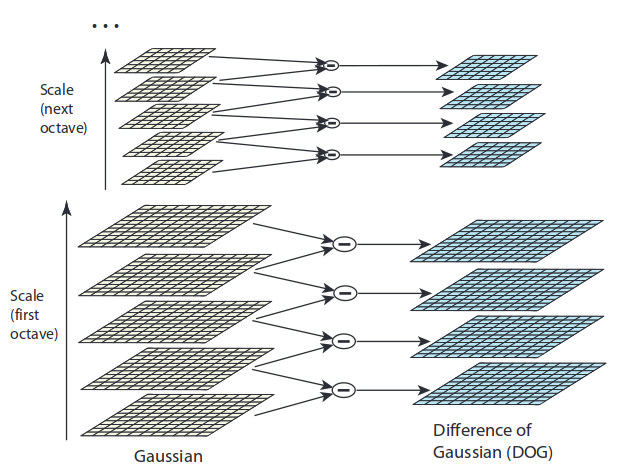 ...
Scale
(next
octave)
Scale
(first
octave)
Gaussian
Difference of
Gaussian (DOG)